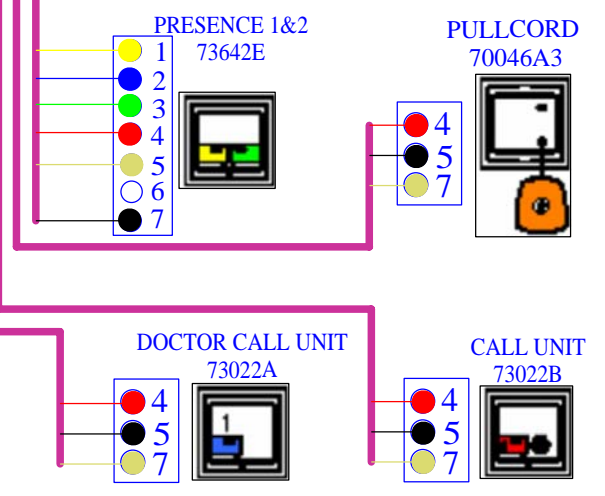 PRESENCE 1&2
73642E
1
2
3
4
5
6
7
PULLCORD
70046A3
4
5
7
DOCTOR CALL UNIT
73022A
4
5
7
1
CALL UNIT
73022B
4
5
7